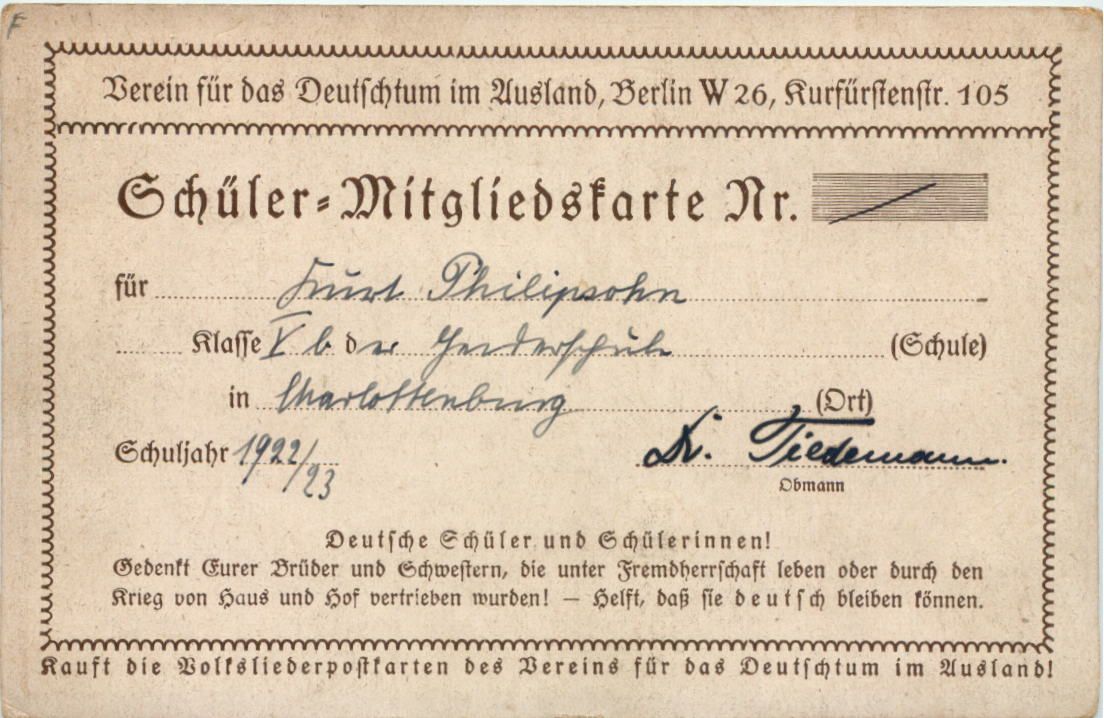 F
Verein für das Deutschtum im Ausland, Berlin W 26, Kurfürstenstr. 105
Schüler-Mitgliedskarte Nr.
für Kurt Philipsohn
Klasse V b der Herderschule (Schule)
in Charlottenburg (Ort)
Schuljahr 1922/23 Dr. Tiedemann.
Obmann
Deutsche Schüler und Schülerinnen!
Gedenkt Eurer Brüder und Schwestern, die unter Fremdherrschaft leben oder durch den
Krieg von Haus und Hof vertrieben wurden! — Helft, daß sie deutsch bleiben können.
Kauft die Volksliederpostkarten des Vereins für das Deutschtum im Ausland!